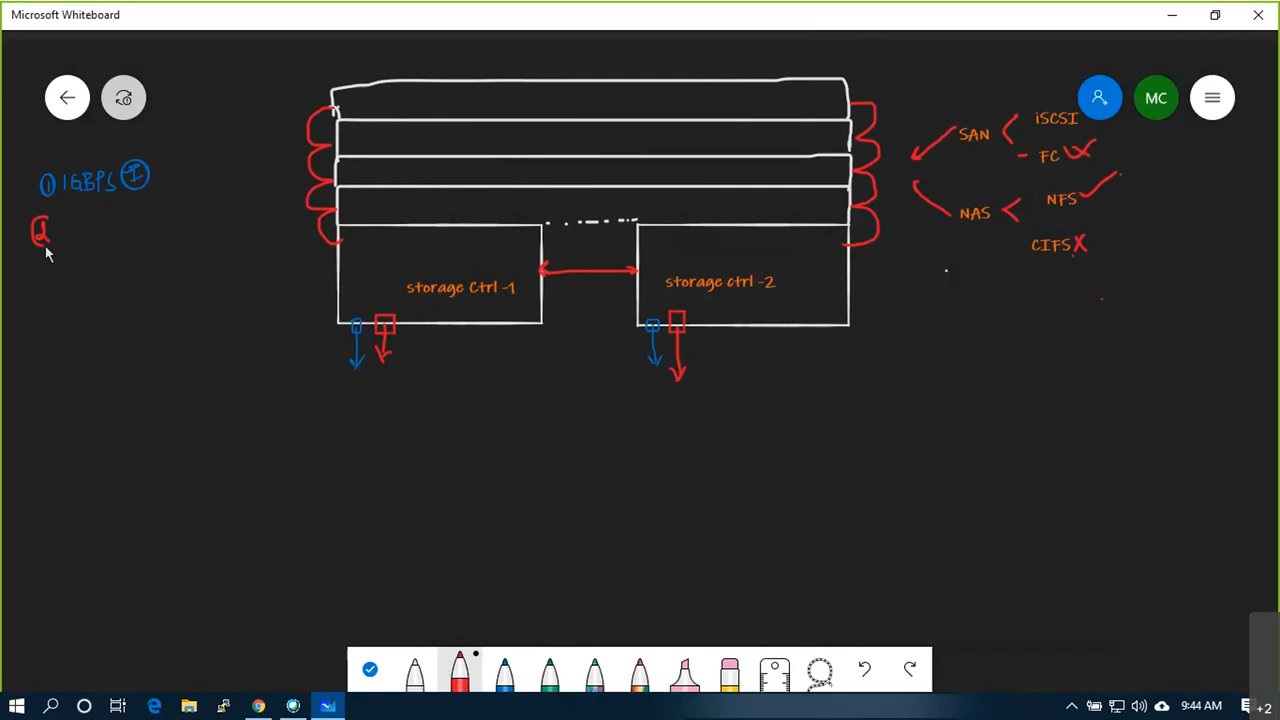 Microsoft Whiteboard
MC
SAN
iSCSI
FC
NAS
NFS
CIFS
① 1GBPS
storage Ctrl -1
storage ctrl -2
9:44 AM
+2